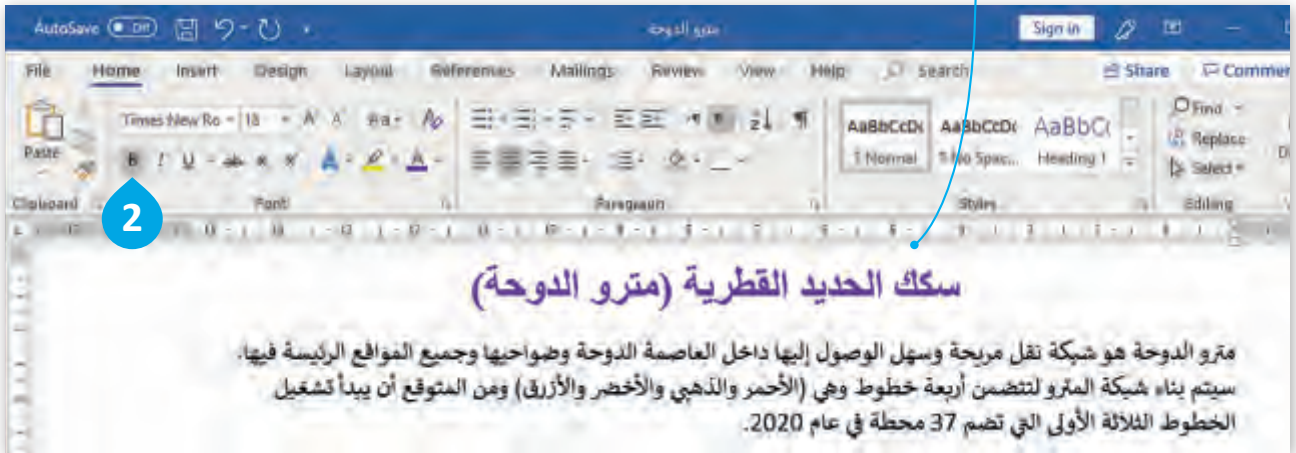 AutoSave Off
مترو الدوحة
Sign in
File Home Insert Design Layout References Mailings Review View Help Search Share
Times New Ro 18 Aa
Paste
B I U ab
AaBbCcDc AaBbCcDc AaBbC
1 Normal 1 No Spac... Heading 1
Find
Replace
Select
Clipboard Font Paragraph Styles Editing
2
سكك الحديد القطرية (مترو الدوحة)
مترو الدوحة هو شبكة نقل مريحة وسهل الوصول إليها داخل العاصمة الدوحة وضواحيها وجميع المواقع الرئيسة فيها.
سيتم بناء شبكة المترو لتتضمن أربعة خطوط وهي (الأحمر والذهبي والأخضر والأزرق) ومن المتوقع أن يبدأ تشغيل
الخطوط الثلاثة الأولى التي تضم 37 محطة في عام 2020.